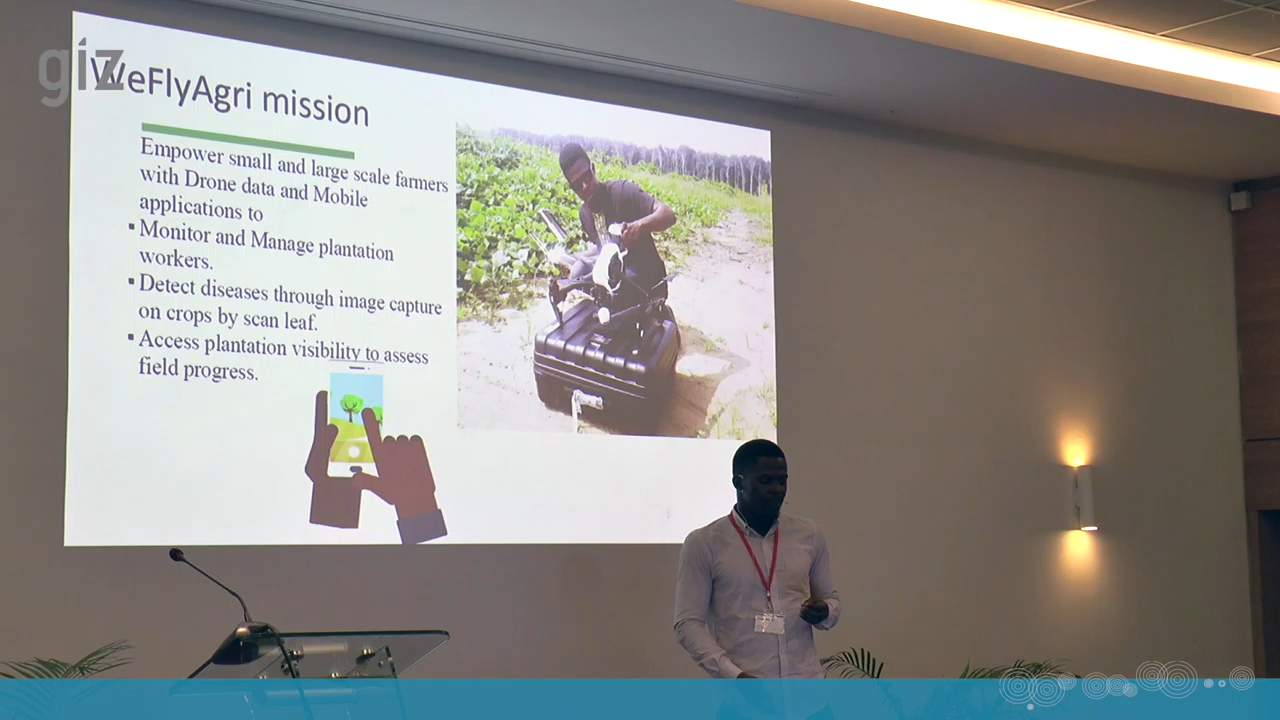 giz
WeFlyAgri mission
Empower small and large scale farmers
with Drone data and Mobile
applications to
▪Monitor and Manage plantation
workers.
▪Detect diseases through image capture
on crops by scan leaf.
▪Access plantation visibility to assess
field progress.